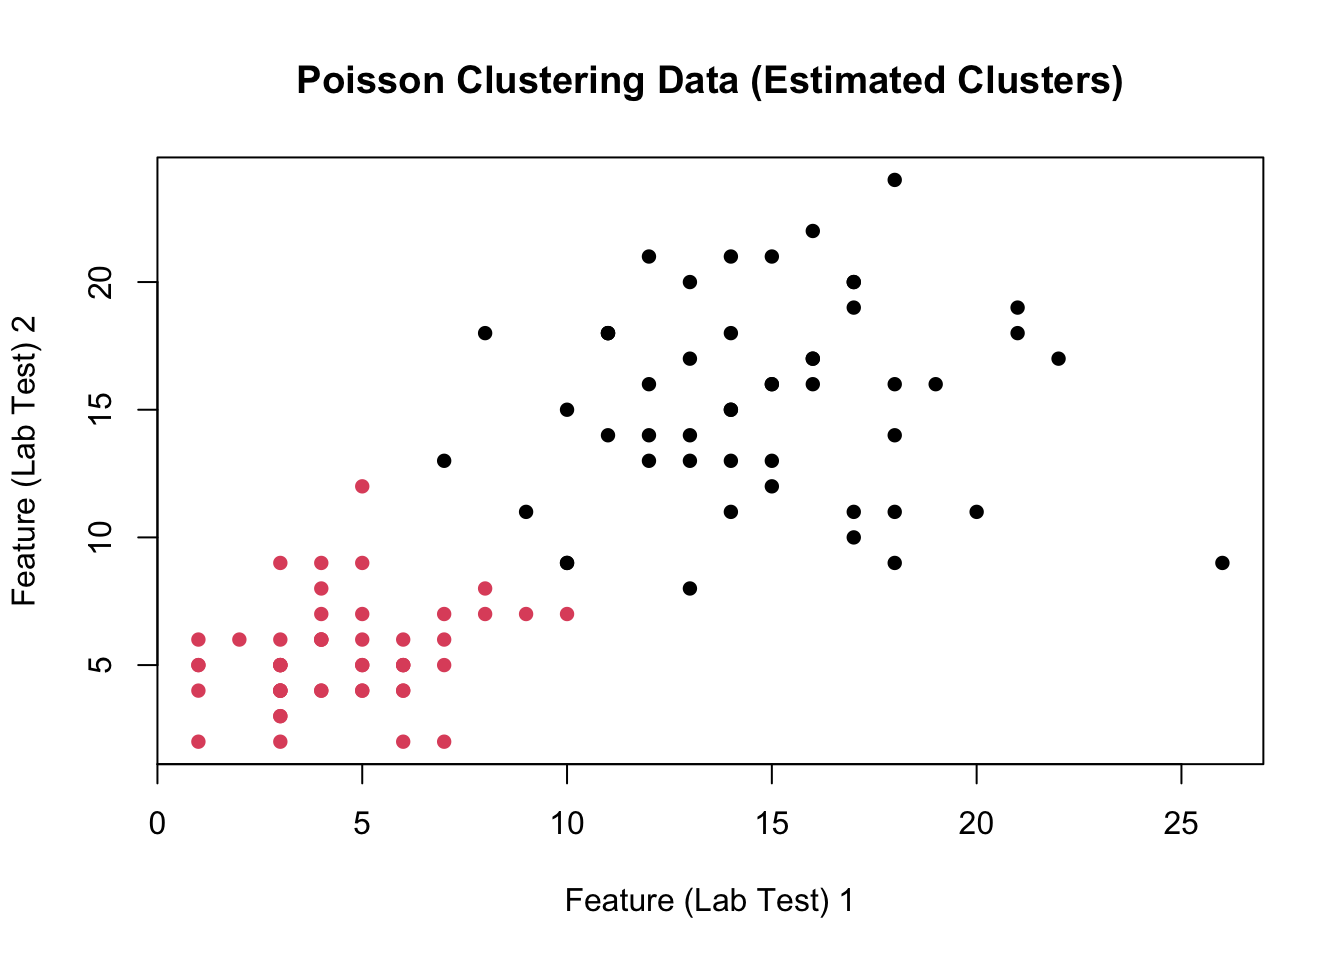 Poisson Clustering Data (Estimated Clusters)
Feature (Lab Test) 2
20
15
10
5
0 5 10 15 20 25
Feature (Lab Test) 1